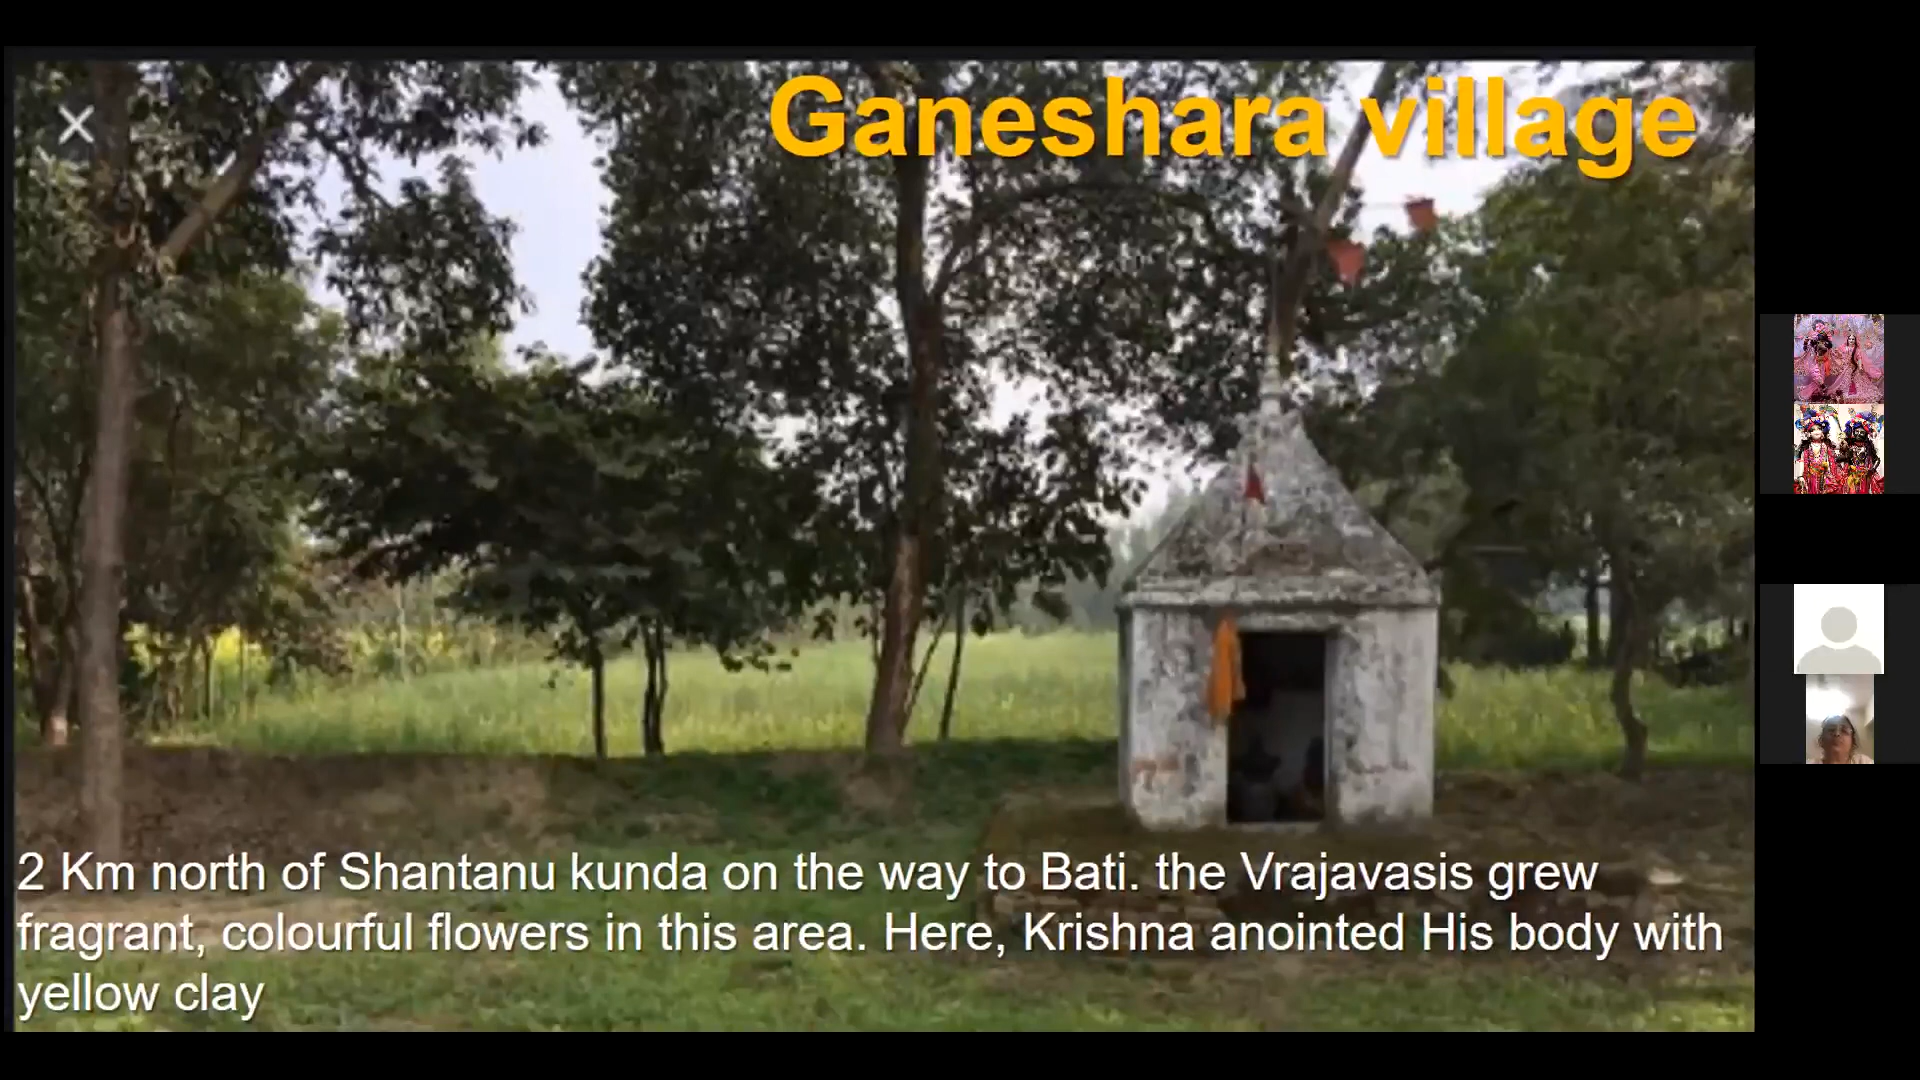 Ganeshara village
2 Km north of Shantanu kunda on the way to Bati. the Vrajavasis grew
fragrant, colourful flowers in this area. Here, Krishna anointed His body with
yellow clay